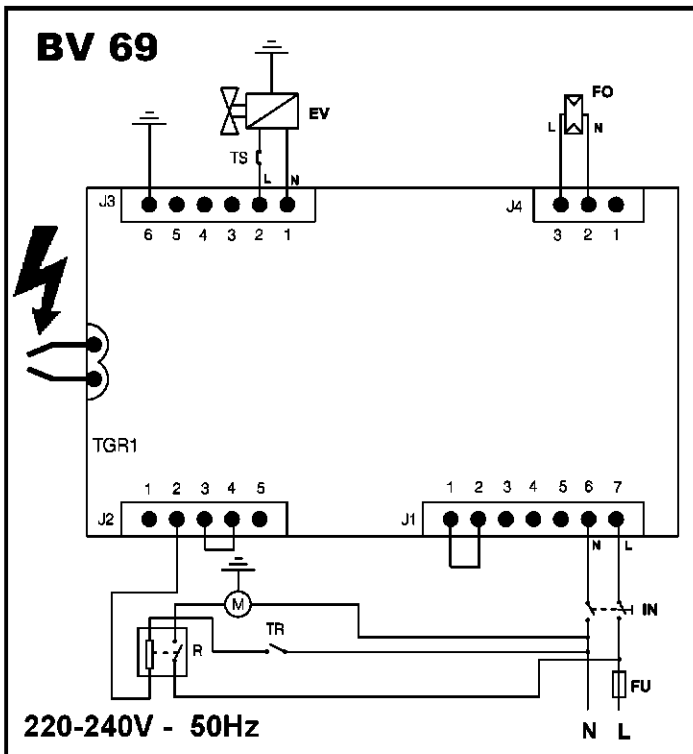 BV 69
EV
FO
L N
TS
L N
J3
J4
6 5 4 3 2 1
3 2 1
TGR1
1 2 3 4 5
1 2 3 4 5 6 7
J2
J1
N L
M
IN
TR
R
FU
220-240V - 50Hz
N L